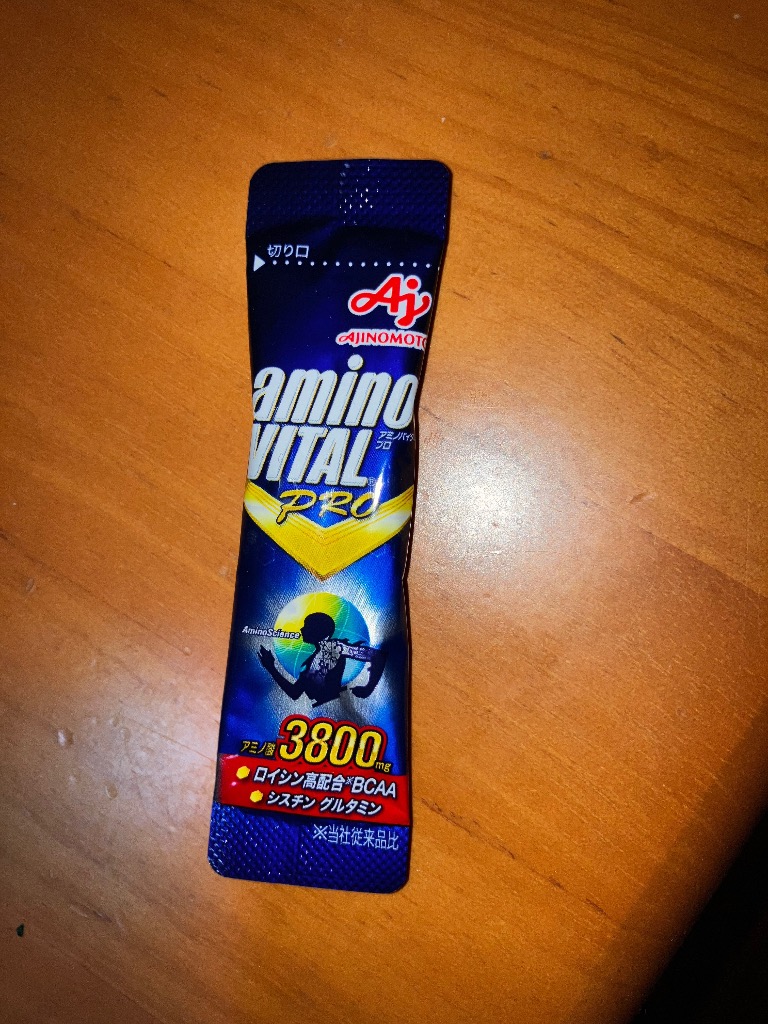 切り口
Aj
AJINOMOTO
amino
VITAL®
アミノバイタ
プロ
PRO
AminoScience
アミノ酸 3800mg
ロイシン高配合※BCAA
シスチン グルタミン
※当社従来品比